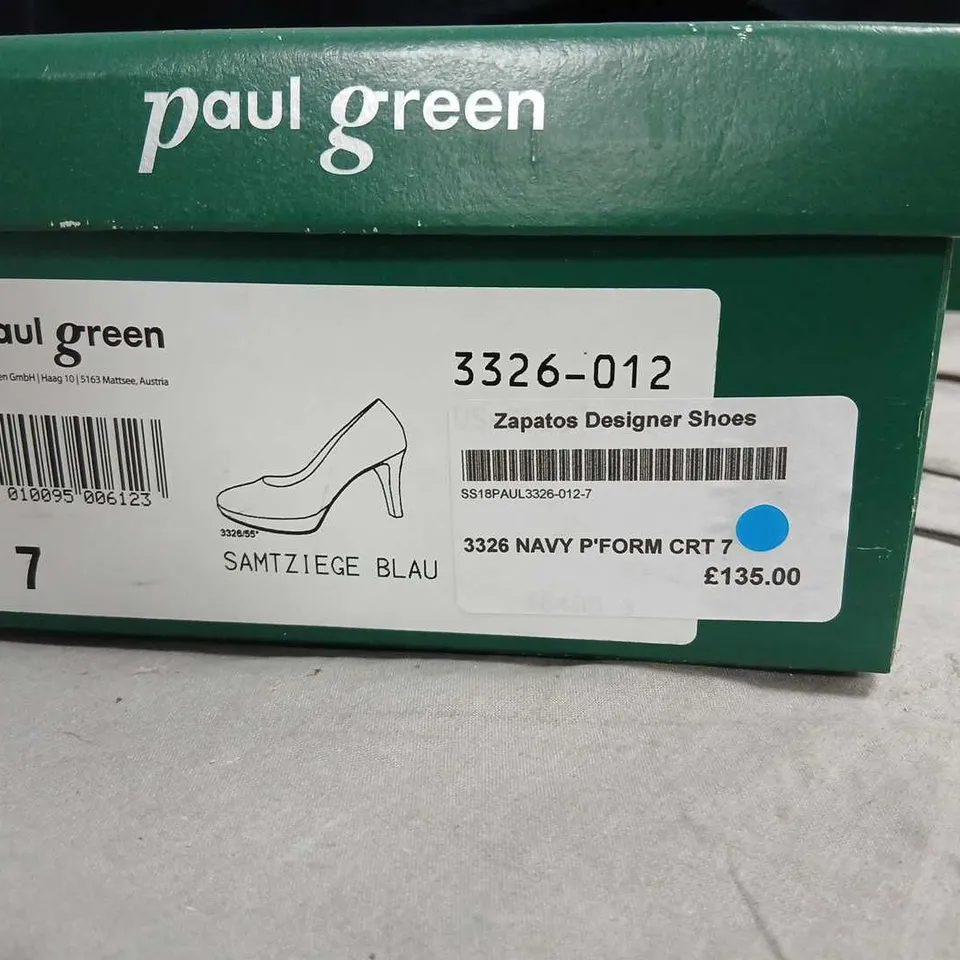 paul green
aul green
en GmbH | Haag 10 | 5163 Mattsee, Austria
3326-012
Zapatos Designer Shoes
SS18PAUL3326-012-7
010095 006123
3326/55*
7
SAMTZIEGE BLAU
3326 NAVY P'FORM CRT 7
£135.00